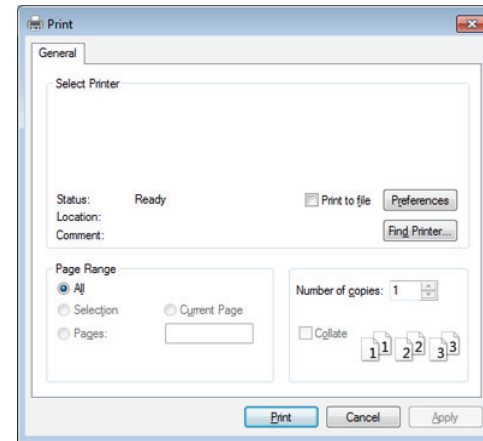 Print
General
Select Printer
Status: Ready
Print to file
Preferences
Location:
Comment:
Find Printer...
Page Range
All
Selection
Current Page
Pages:
Number of copies: 1
Collate
1 1 2 2 3 3
Print
Cancel
Apply